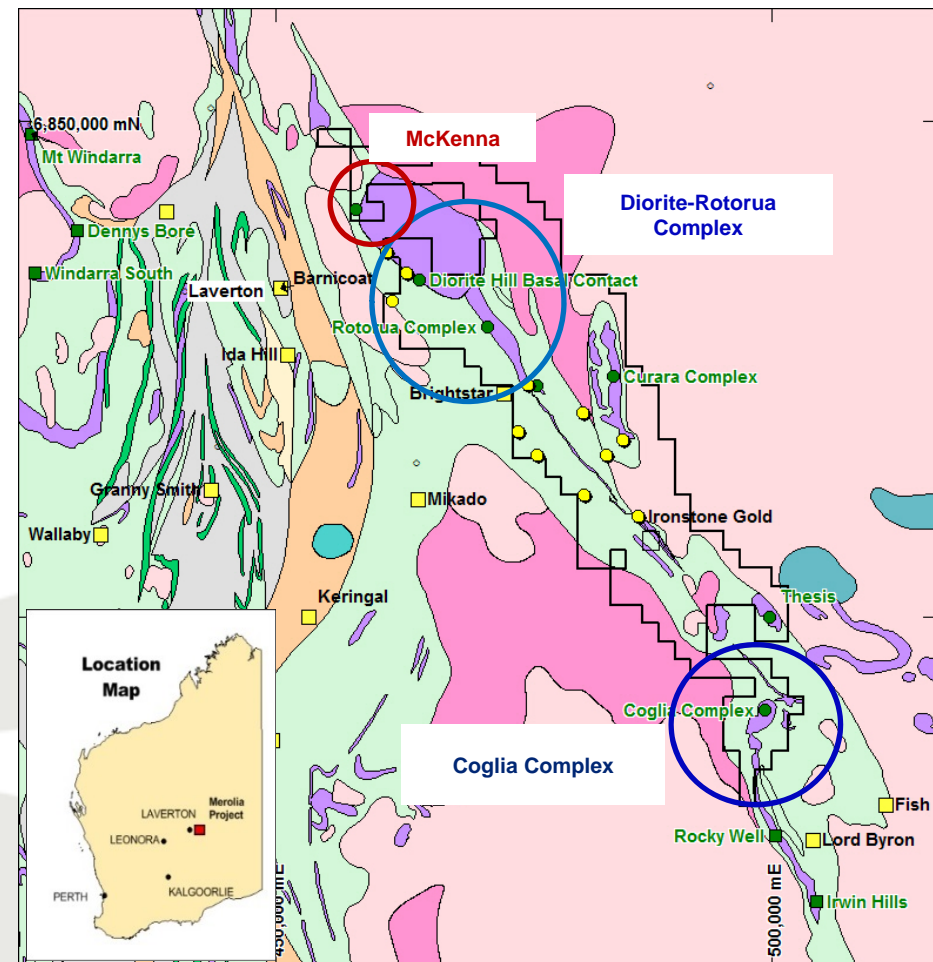 6,850,000 mN
McKenna
Mt Windarra
Diorite-Rotorua
Complex
Dennys Bore
Windarra South
Barnicoat
Diorite Hill Basal Contact
Laverton
Rotorua Complex
Ida Hill
Curara Complex
Brightstar
Granny Smith
Mikado
Ironstone Gold
Wallaby
Keringal
Thesis
Location
Map
Coglia Complex
Coglia Complex
LAVERTON
Merolia
Project
LEONORA
Fish
Rocky Well
Lord Byron
KALGOORLIE
PERTH
Irwin Hills
450,000 mE
500,000 mE